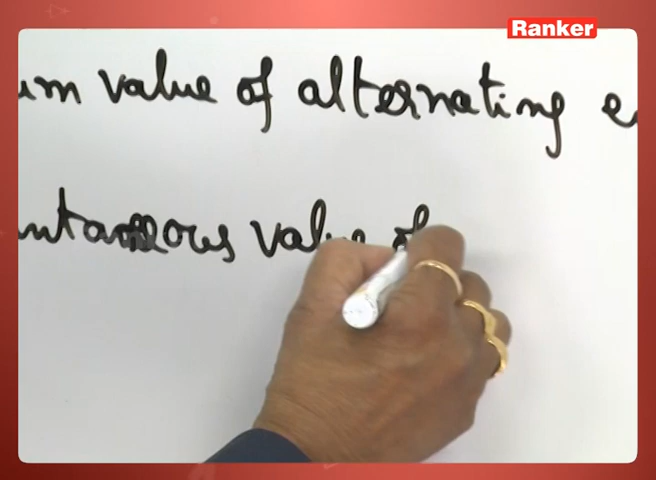 Ranker
um value of alternating e
ntaneous value of